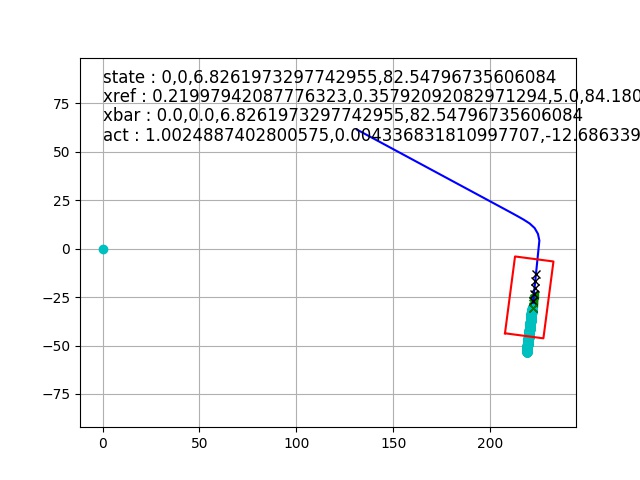 state : 0,0,6.8261973297742955,82.54796735606084
xref : 0.21997942087776323,0.35792092082971294,5.0,84.180
xbar : 0.0,0.0,6.8261973297742955,82.54796735606084
act : 1.0024887402800575,0.004336831810997707,-12.686339
75
50
25
0
−25
−50
−75
0 50 100 150 200